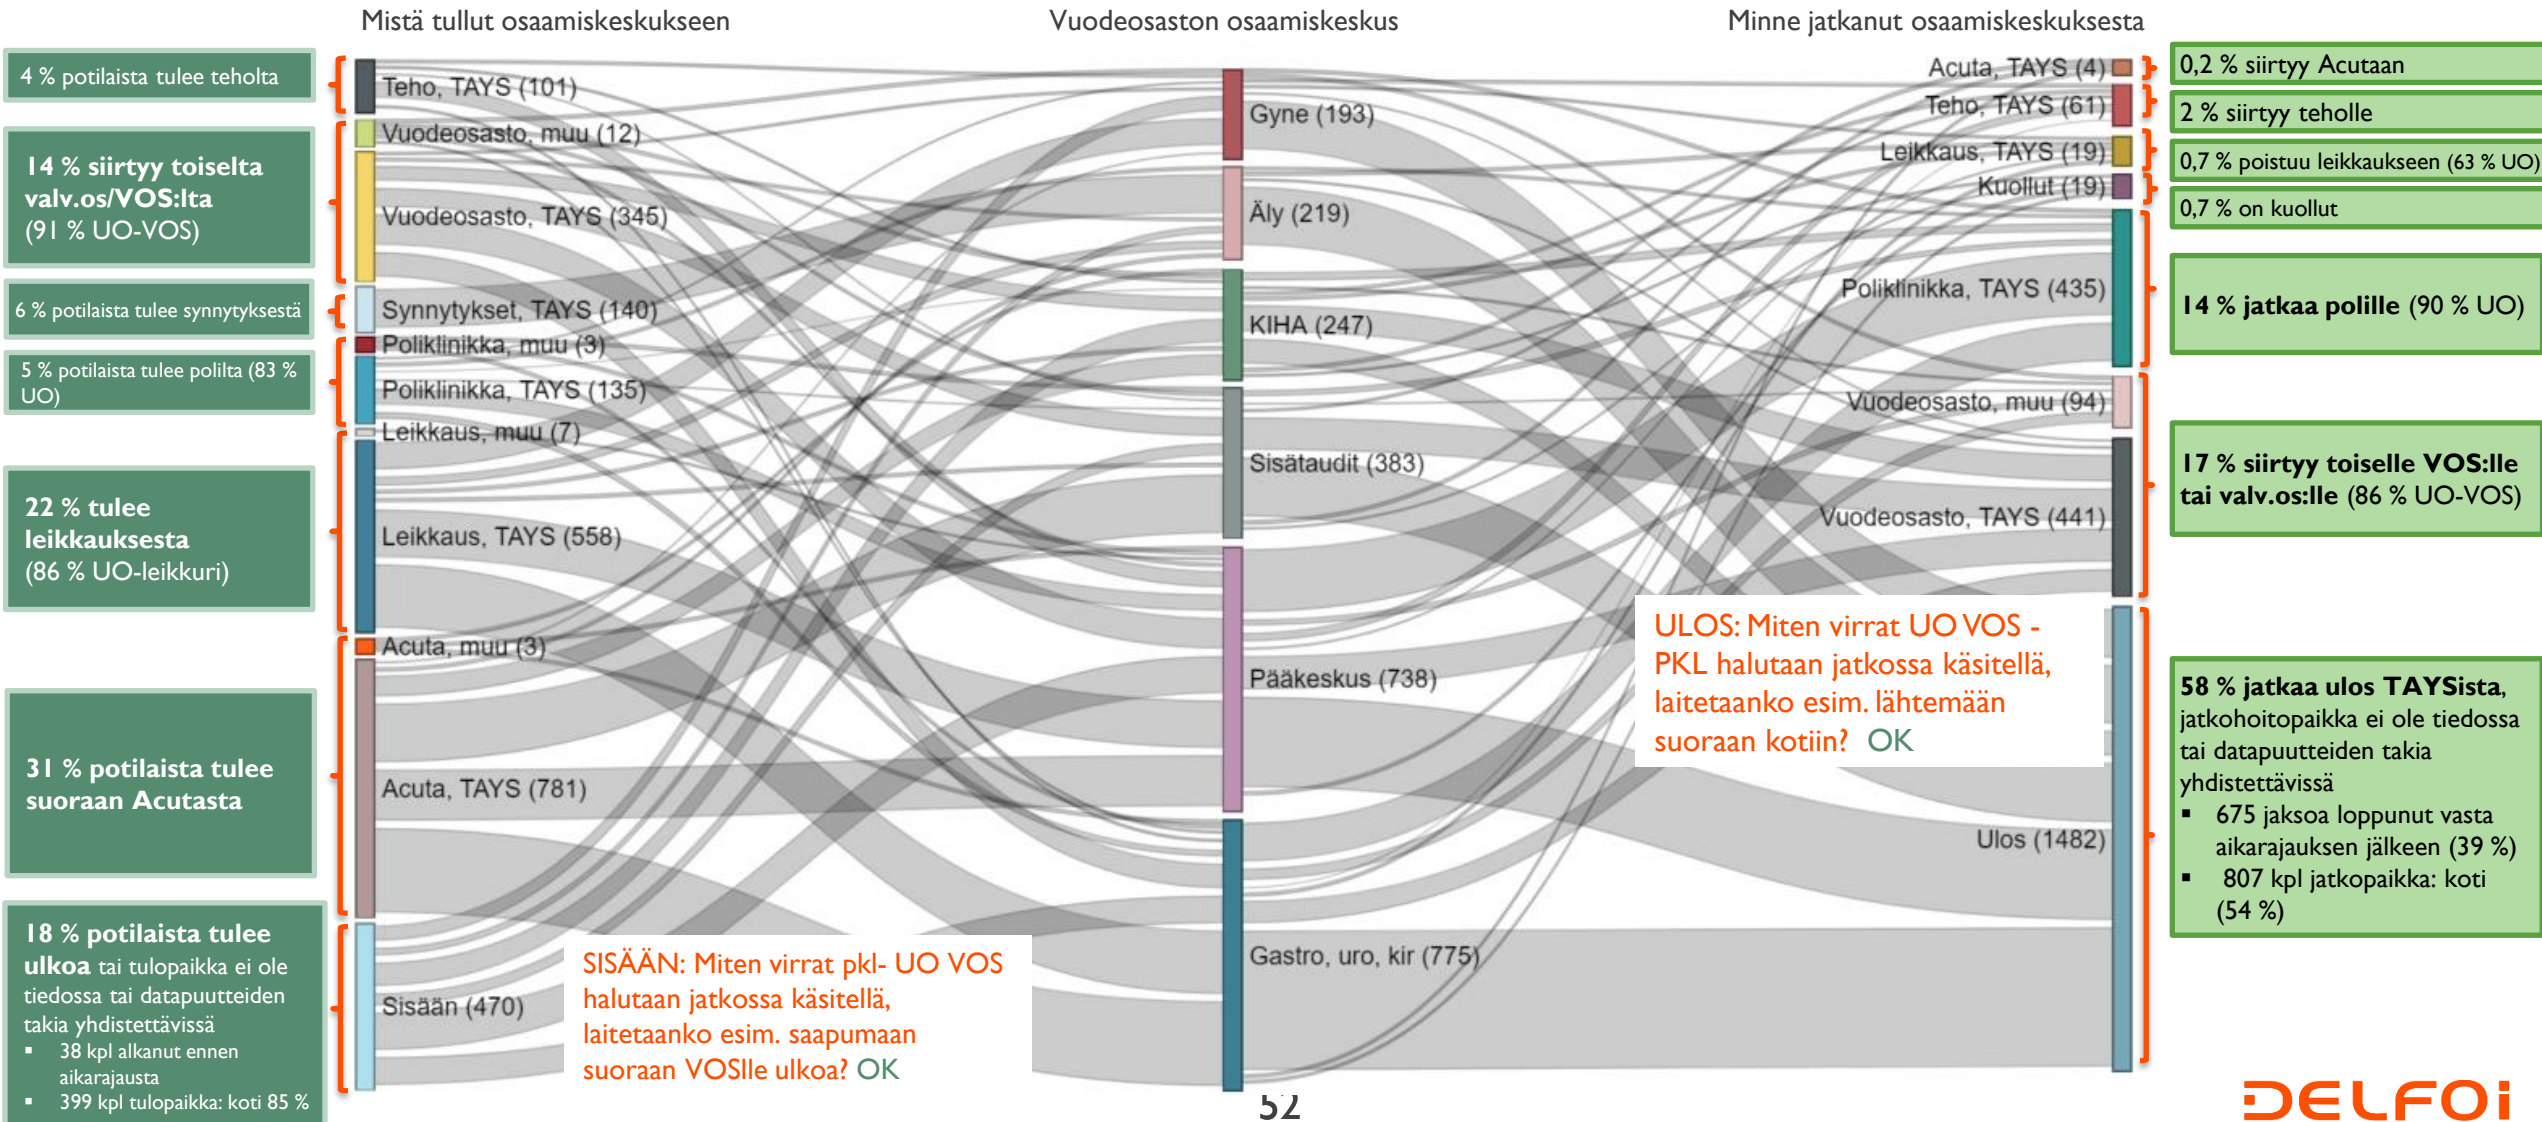 Mistä tullut osaamiskeskukseen
Vuodeosaston osaamiskeskus
Minne jatkanut osaamiskeskuksesta
4 % potilaista tulee teholta
14 % siirtyy toiselta
valv.os/VOS:lta
(91 % UO-VOS)
6 % potilaista tulee synnytyksestä
5 % potilaista tulee polilta (83 %
UO)
22 % tulee
leikkauksesta
(86 % UO-leikkuri)
31 % potilaista tulee
suoraan Acutasta
18 % potilaista tulee
ulkoa tai tulopaikka ei ole
tiedossa tai datapuutteiden
takia yhdistettävissä
▪ 38 kpl alkanut ennen
aikarajausta
▪ 399 kpl tulopaikka: koti 85 %
Teho, TAYS (101)
Vuodeosasto, muu (12)
Vuodeosasto, TAYS (345)
Synnytykset, TAYS (140)
Poliklinikka, muu (3)
Poliklinikka, TAYS (135)
Leikkaus, muu (7)
Leikkaus, TAYS (558)
Acuta, muu (3)
Acuta, TAYS (781)
Sisään (470)
SISÄÄN: Miten virrat pkl- UO VOS
halutaan jatkossa käsitellä,
laitetaanko esim. saapumaan
suoraan VOSlle ulkoa? OK
Gyne (193)
Äly (219)
KIHA (247)
Sisätaudit (383)
Pääkeskus (738)
Gastro, uro, kir (775)
Acuta, TAYS (4)
Teho, TAYS (61)
Leikkaus, TAYS (19)
Kuollut (19)
Poliklinikka, TAYS (435)
Vuodeosasto, muu (94)
Vuodeosasto, TAYS (441)
ULOS: Miten virrat UO VOS -
PKL halutaan jatkossa käsitellä,
laitetaanko esim. lähtemään
suoraan kotiin? OK
Ulos (1482)
0,2 % siirtyy Acutaan
2 % siirtyy teholle
0,7 % poistuu leikkaukseen (63 % UO)
0,7 % on kuollut
14 % jatkaa polille (90 % UO)
17 % siirtyy toiselle VOS:lle
tai valv.os:lle (86 % UO-VOS)
58 % jatkaa ulos TAYSista,
jatkohoitopaikka ei ole tiedossa
tai datapuutteiden takia
yhdistettävissä
▪ 675 jaksoa loppunut vasta
aikarajauksen jälkeen (39 %)
▪ 807 kpl jatkopaikka: koti
(54 %)
52
DELFOi